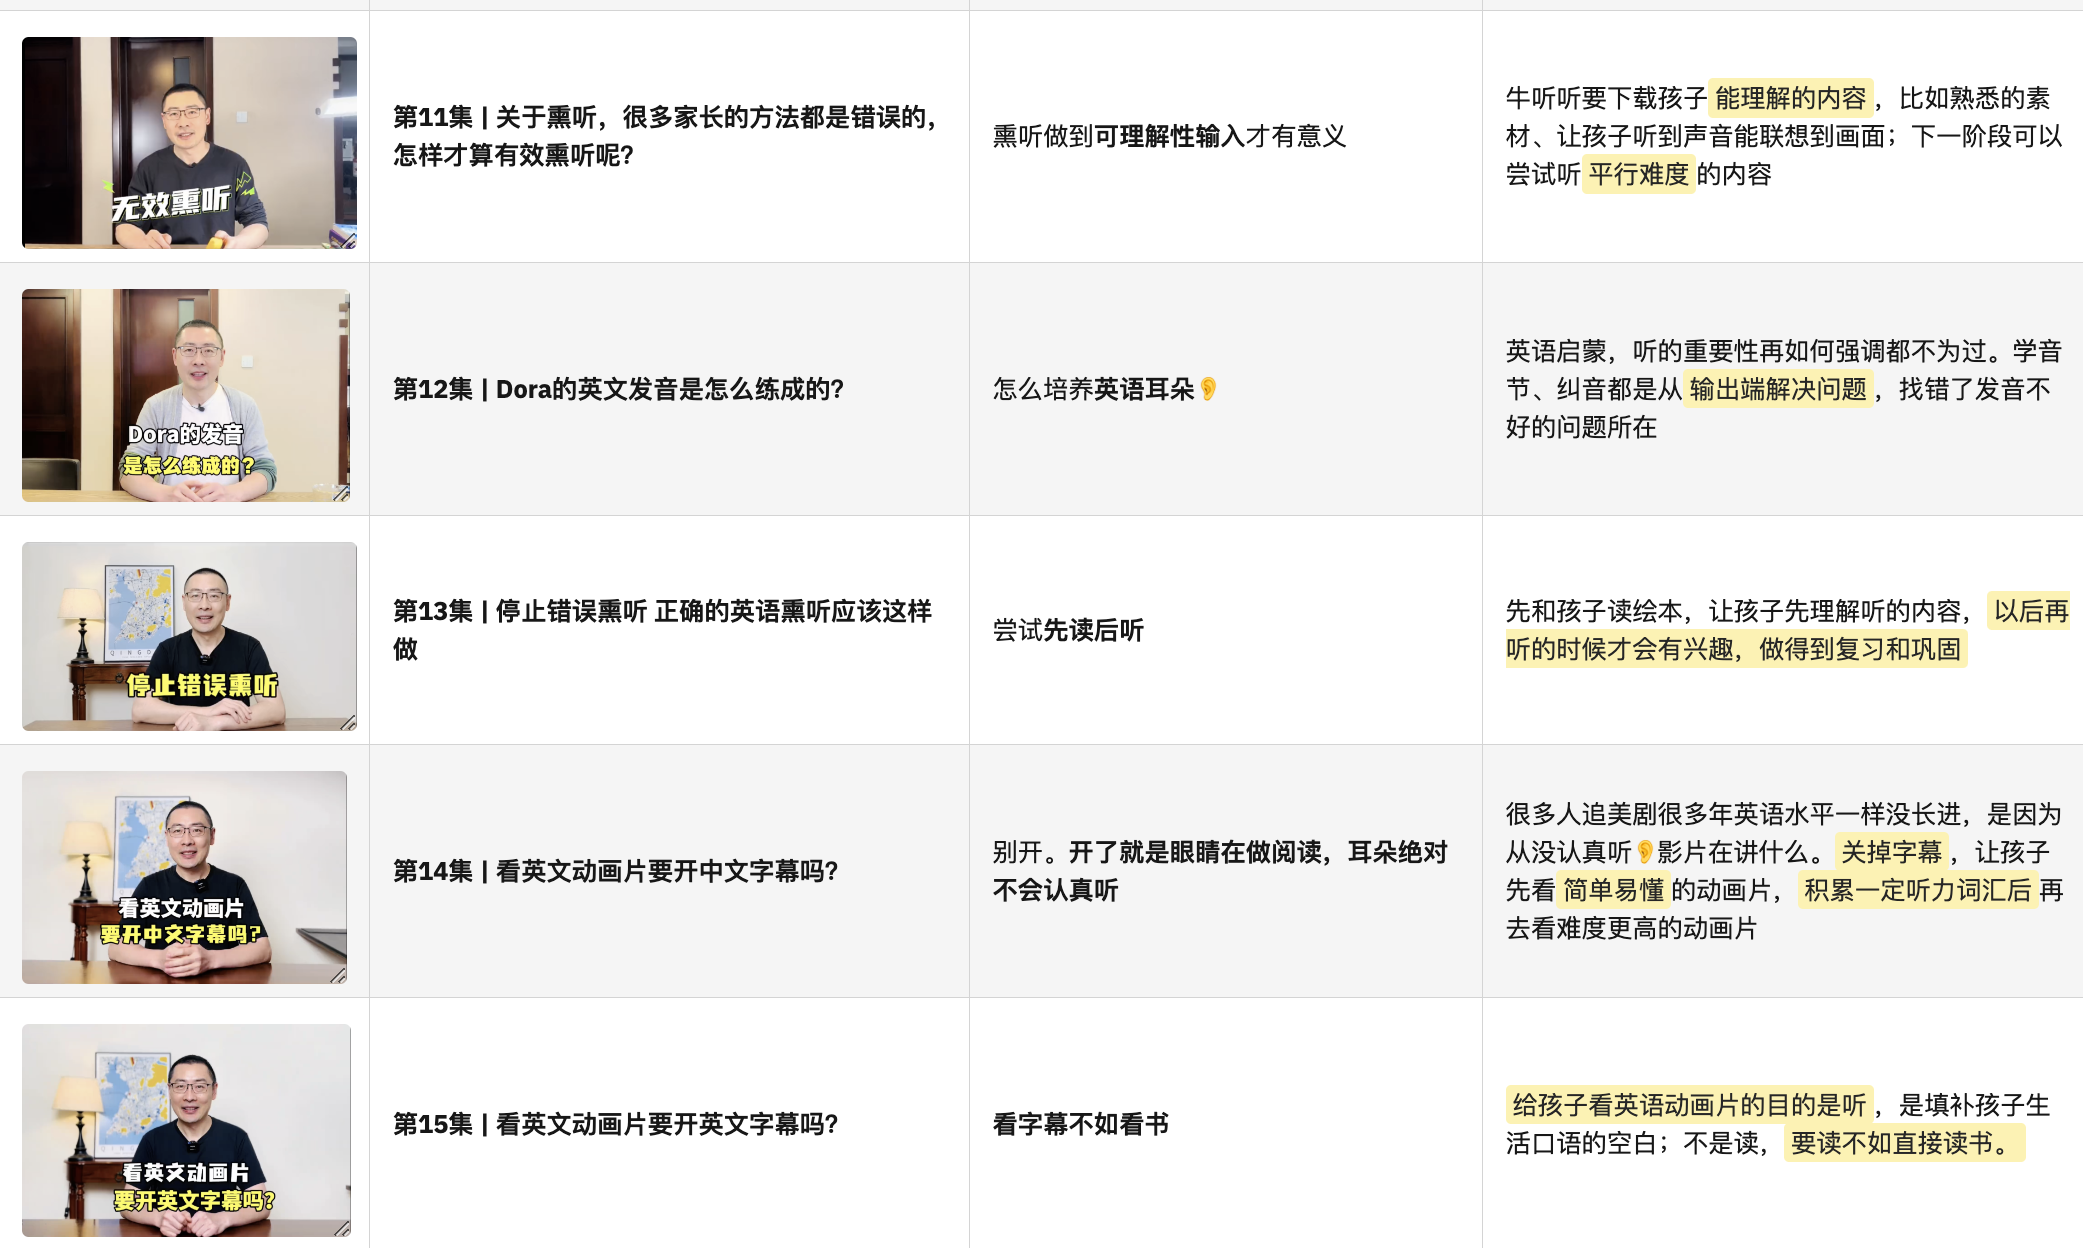 无效熏听
第11集 | 关于熏听，很多家长的方法都是错误的，
怎样才算有效熏听呢？
熏听做到可理解性输入才有意义
牛听听要下载孩子能理解的内容，比如熟悉的素
材、让孩子听到声音能联想到画面；下一阶段可以
尝试听平行难度的内容
Dora的发音
是怎么练成的？
第12集 | Dora的英文发音是怎么练成的？
怎么培养英语耳朵👂
英语启蒙，听的重要性再如何强调都不为过。学音
节、纠音都是从输出端解决问题，找错了发音不
好的问题所在
QINGD
停止错误熏听
第13集 | 停止错误熏听 正确的英语熏听应该这样
做
尝试先读后听
先和孩子读绘本，让孩子先理解听的内容，以后再
听的时候才会有兴趣，做得到复习和巩固
看英文动画片
要开中文字幕吗？
第14集 | 看英文动画片要开中文字幕吗？
别开。开了就是眼睛在做阅读，耳朵绝对
不会认真听
很多人追美剧很多年英语水平一样没长进，是因为
从没认真听👂影片在讲什么。关掉字幕，让孩子
先看简单易懂的动画片，积累一定听力词汇后再
去看难度更高的动画片
看英文动画片
要开英文字幕吗？
第15集 | 看英文动画片要开英文字幕吗？
看字幕不如看书
给孩子看英语动画片的目的是听，是填补孩子生
活口语的空白；不是读，要读不如直接读书。